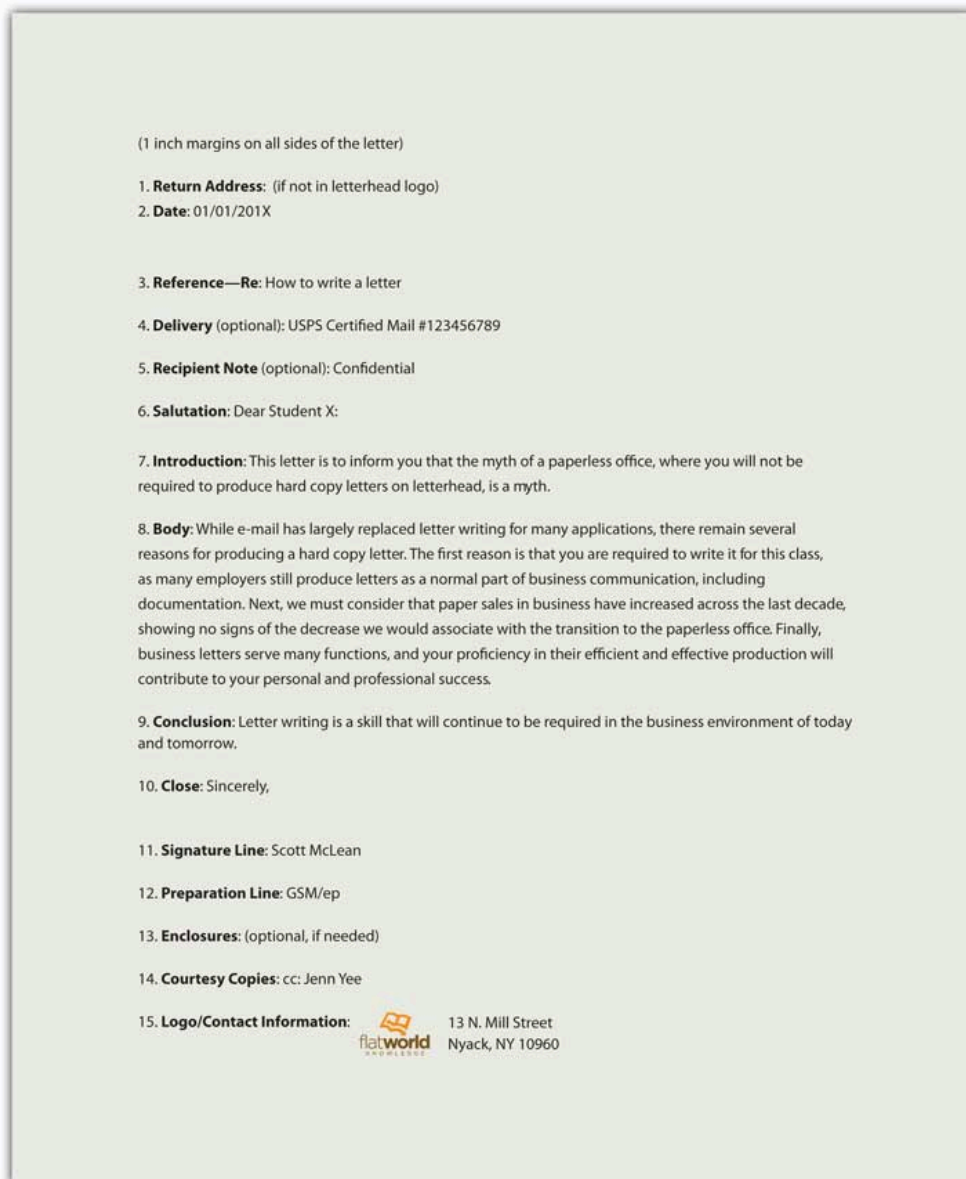 (1 inch margins on all sides of the letter)
1. Return Address: (if not in letterhead logo)
2. Date: 01/01/201X
3. Reference—Re: How to write a letter
4. Delivery (optional): USPS Certified Mail #123456789
5. Recipient Note (optional): Confidential
6. Salutation: Dear Student X:
7. Introduction: This letter is to inform you that the myth of a paperless office, where you will not be
required to produce hard copy letters on letterhead, is a myth.
8. Body: While e-mail has largely replaced letter writing for many applications, there remain several
reasons for producing a hard copy letter. The first reason is that you are required to write it for this class,
as many employers still produce letters as a normal part of business communication, including
documentation. Next, we must consider that paper sales in business have increased across the last decade,
showing no signs of the decrease we would associate with the transition to the paperless office. Finally,
business letters serve many functions, and your proficiency in their efficient and effective production will
contribute to your personal and professional success.
9. Conclusion: Letter writing is a skill that will continue to be required in the business environment of today
and tomorrow.
10. Close: Sincerely,
11. Signature Line: Scott McLean
12. Preparation Line: GSM/ep
13. Enclosures: (optional, if needed)
14. Courtesy Copies: cc: Jenn Yee
15. Logo/Contact Information:
flatworld
KNOWLEDGE
13 N. Mill Street
Nyack, NY 10960